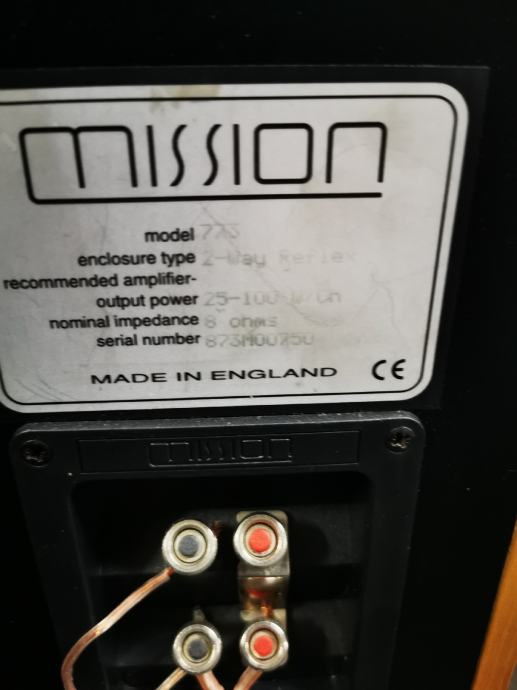 mission
model 773
enclosure type 2-Way Reflex
recommended amplifier-
output power 25-100 W/Ch
nominal impedance 8 ohms
serial number 873M00750
MADE IN ENGLAND CE
mission